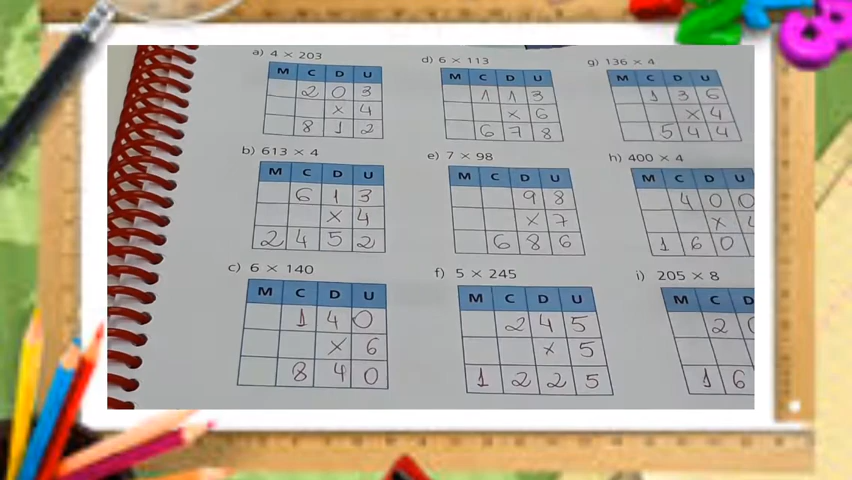 a) 4 × 203
M C D U
2 0 3
× 4
8 1 2
b) 613 × 4
M C D U
6 1 3
× 4
2 4 5 2
c) 6 × 140
M C D U
1 4 0
× 6
8 4 0
d) 6 × 113
M C D U
1 1 3
× 6
6 7 8
e) 7 × 98
M C D U
9 8
× 7
6 8 6
f) 5 × 245
M C D U
2 4 5
× 5
1 2 2 5
g) 136 × 4
M C D U
1 3 6
× 4
5 4 4
h) 400 × 4
M C D U
4 0 0
× 4
1 6 0
i) 205 × 8
M C D
2 0
1 6